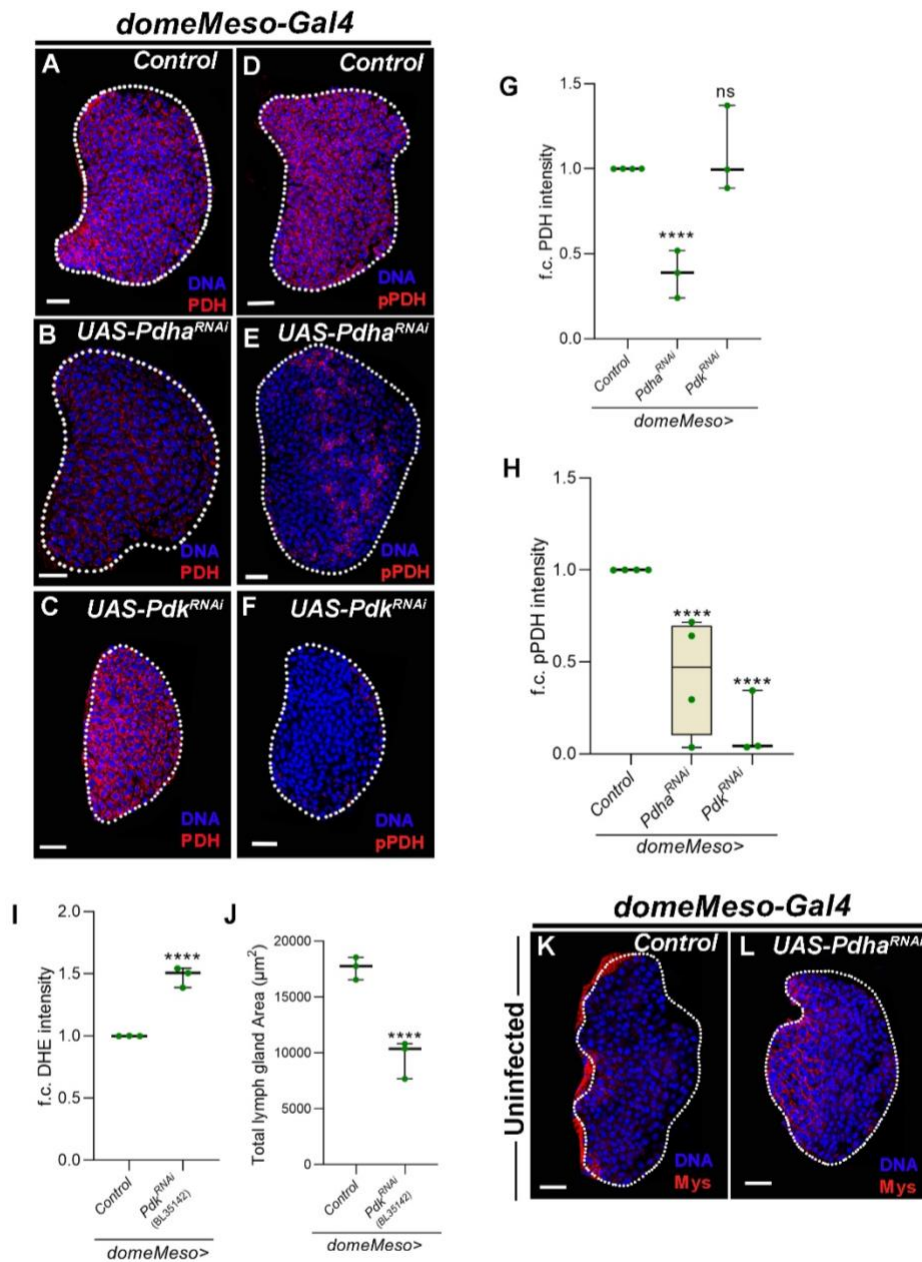 domeMeso-Gal4
A
Control
DNA
PDH
D
Control
DNA
pPDH
B
UAS-Pdha^RNAi
DNA
PDH
E
UAS-Pdha^RNAi
DNA
pPDH
C
UAS-Pdk^RNAi
DNA
PDH
F
UAS-Pdk^RNAi
DNA
pPDH
G
f.c. PDH intensity
1.5
1.0
0.5
0.0
****
ns
Control
Pdha^RNAi
Pdk^RNAi
domeMeso>
H
f.c. pPDH intensity
1.5
1.0
0.5
0.0
****
****
Control
Pdha^RNAi
Pdk^RNAi
domeMeso>
I
f.c. DHE intensity
2.0
1.5
1.0
0.5
0.0
****
Control
Pdk^RNAi
(BL35142)
domeMeso>
J
Total lymph gland Area (µm²)
20000
15000
10000
5000
0
****
Control
Pdk^RNAi
(BL35142)
domeMeso>
domeMeso-Gal4
Uninfected
K
Control
DNA
Mys
L
UAS-Pdha^RNAi
DNA
Mys